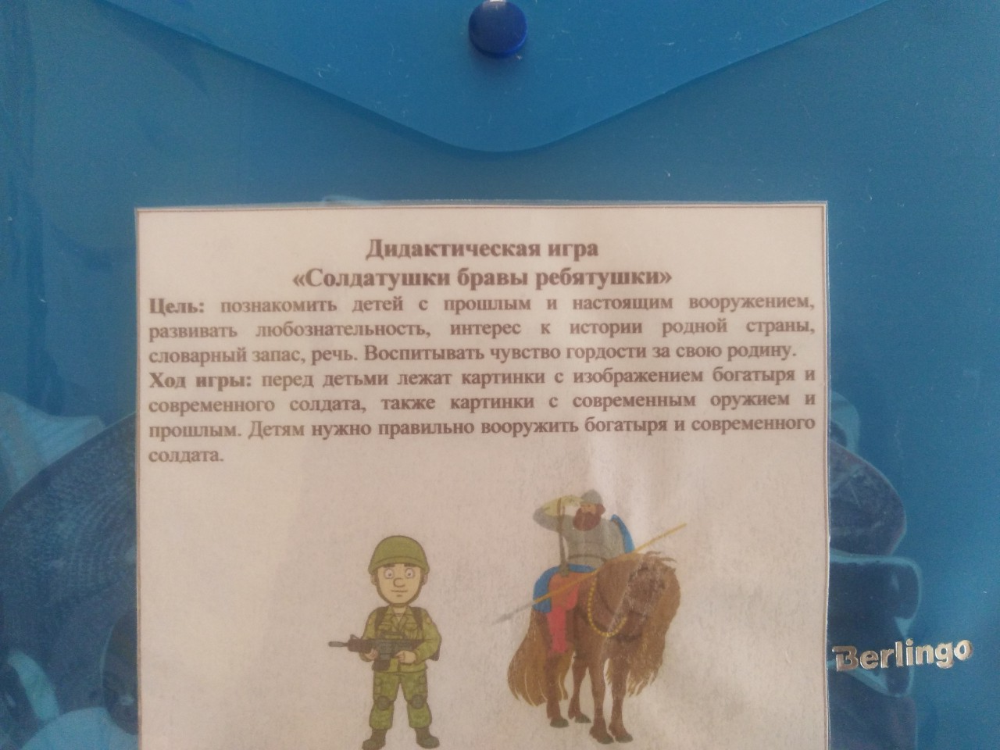 Дидактическая игра
«Солдатушки бравы ребятушки»
Цель: познакомить детей с прошлым и настоящим вооружением,
развивать любознательность, интерес к истории родной страны,
словарный запас, речь. Воспитывать чувство гордости за свою родину.
Ход игры: перед детьми лежат картинки с изображением богатыря и
современного солдата, также картинки с современным оружием и
прошлым. Детям нужно правильно вооружить богатыря и современного
солдата.
Berlingo